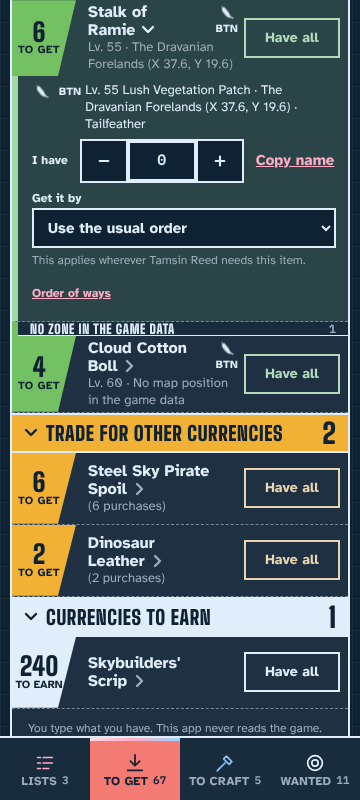 6
TO GET
Stalk of
Ramie
BTN
Lv. 55 · The Dravanian
Forelands (X 37.6, Y 19.6)
Have all
BTN Lv. 55 Lush Vegetation Patch · The
Dravanian Forelands (X 37.6, Y 19.6) ·
Tailfeather
I have
− 0 +
Copy name
Get it by
Use the usual order
This applies wherever Tamsin Reed needs this item.
Order of ways
NO ZONE IN THE GAME DATA 1
4
TO GET
Cloud Cotton
Boll
BTN
Lv. 60 · No map position
in the game data
Have all
TRADE FOR OTHER CURRENCIES 2
6
TO GET
Steel Sky Pirate
Spoil
(6 purchases)
Have all
2
TO GET
Dinosaur
Leather
(2 purchases)
Have all
CURRENCIES TO EARN 1
240
TO EARN
Skybuilders'
Scrip
Have all
You type what you have. This app never reads the game.
LISTS 3
TO GET 67
TO CRAFT 5
WANTED 11